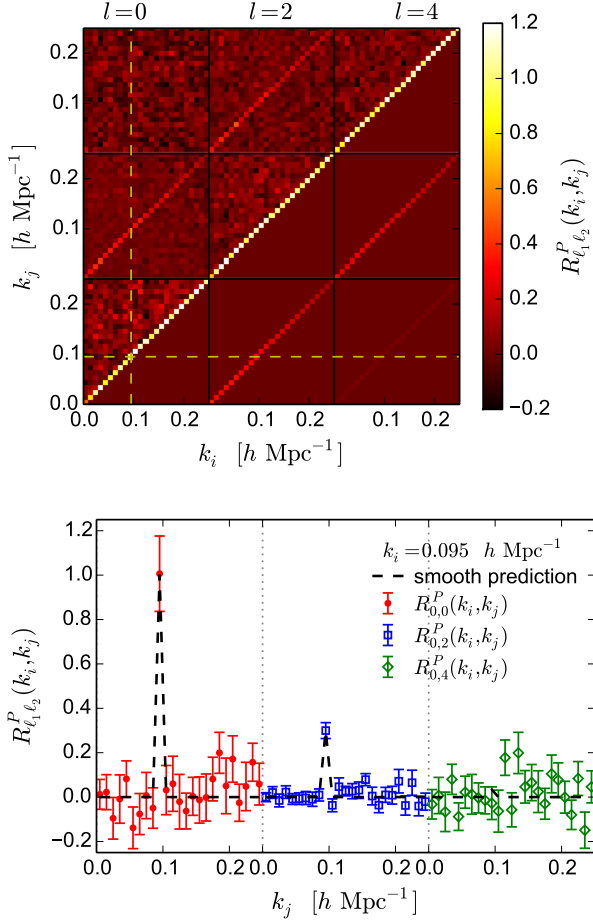 l=0 l=2 l=4
1.2
1.0
0.8
0.6
0.4
0.2
0.0
−0.2
R^P_{ℓ1ℓ2}(k_i,k_j)
0.2
0.1
0.2
0.1
0.2
0.1
0.0
k_j [h Mpc⁻¹]
0.0 0.1 0.2 0.1 0.2 0.1 0.2
k_i [h Mpc⁻¹]
1.2
1.0
0.8
0.6
0.4
0.2
0.0
−0.2
R^P_{ℓ1ℓ2}(k_i,k_j)
k_i=0.095 h Mpc⁻¹
smooth prediction
R^P_{0,0}(k_i,k_j)
R^P_{0,2}(k_i,k_j)
R^P_{0,4}(k_i,k_j)
0.0 0.1 0.2 0.0 0.1 0.2 0.0 0.1 0.2
k_j [h Mpc⁻¹]